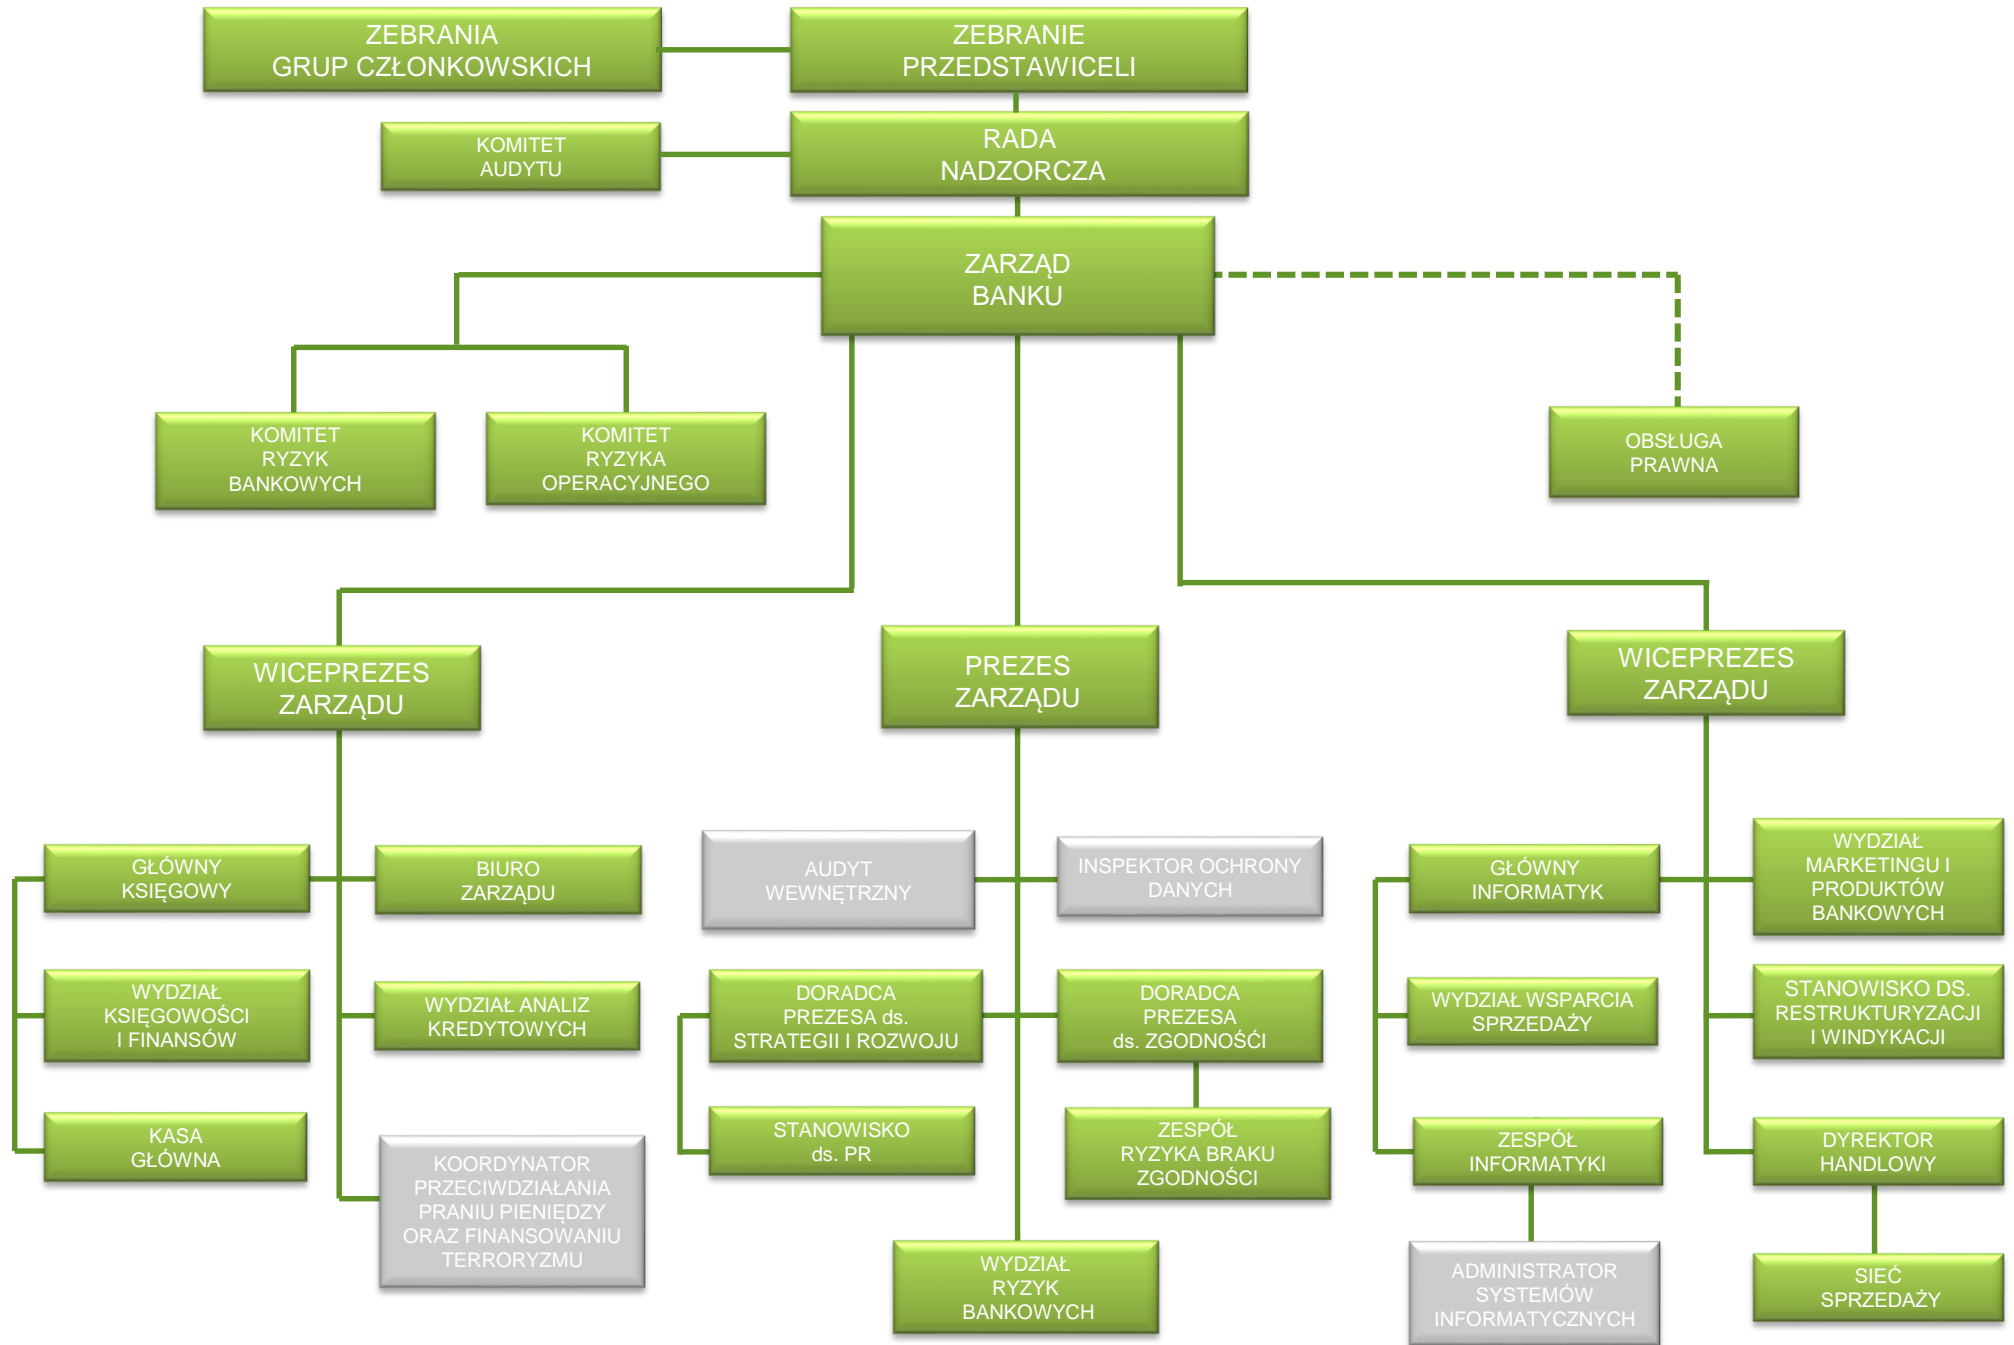 ZEBRANIA
GRUP CZŁONKOWSKICH
ZEBRANIE
PRZEDSTAWICELI
KOMITET
AUDYTU
RADA
NADZORCZA
ZARZĄD
BANKU
KOMITET
RYZYK
BANKOWYCH
KOMITET
RYZYKA
OPERACYJNEGO
OBSŁUGA
PRAWNA
WICEPREZES
ZARZĄDU
PREZES
ZARZĄDU
WICEPREZES
ZARZĄDU
GŁÓWNY
KSIĘGOWY
BIURO
ZARZĄDU
AUDYT
WEWNĘTRZNY
INSPEKTOR OCHRONY
DANYCH
GŁÓWNY
INFORMATYK
WYDZIAŁ
MARKETINGU I
PRODUKTÓW
BANKOWYCH
WYDZIAŁ
KSIĘGOWOŚCI
I FINANSÓW
WYDZIAŁ ANALIZ
KREDYTOWYCH
DORADCA
PREZESA ds.
STRATEGII I ROZWOJU
DORADCA
PREZESA
ds. ZGODNOŚĆI
WYDZIAŁ WSPARCIA
SPRZEDAŻY
STANOWISKO DS.
RESTRUKTURYZACJI
I WINDYKACJI
KASA
GŁÓWNA
KOORDYNATOR
PRZECIWDZIAŁANIA
PRANIU PIENIĘDZY
ORAZ FINANSOWANIU
TERRORYZMU
STANOWISKO
ds. PR
ZESPÓŁ
RYZYKA BRAKU
ZGODNOŚCI
ZESPÓŁ
INFORMATYKI
DYREKTOR
HANDLOWY
WYDZIAŁ
RYZYK
BANKOWYCH
ADMINISTRATOR
SYSTEMÓW
INFORMATYCZNYCH
SIEĆ
SPRZEDAŻY